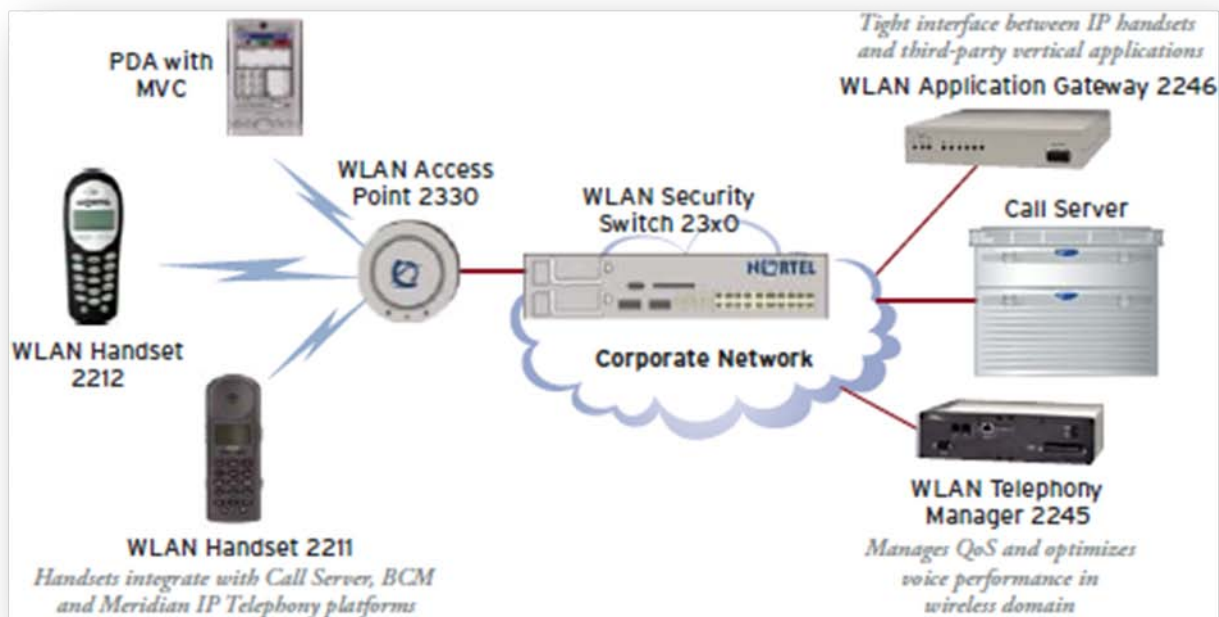 Tight interface between IP handsets
and third-party vertical applications
PDA with
MVC
WLAN Application Gateway 2246
WLAN Access
Point 2330
WLAN Security
Switch 23x0
Call Server
NORTEL
WLAN Handset
2212
Corporate Network
WLAN Telephony
Manager 2245
WLAN Handset 2211
Manages QoS and optimizes
voice performance in
wireless domain
Handsets integrate with Call Server, BCM
and Meridian IP Telephony platforms